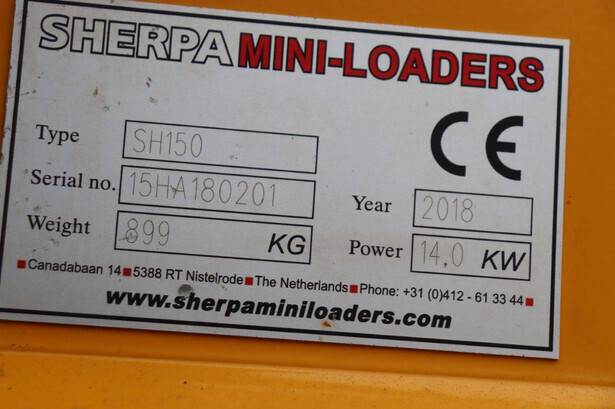 SHERPA MINI-LOADERS
CE
Type SH150
Serial no. 15HA180201
Year 2018
Weight 899 KG
Power 14,0 KW
Canadabaan 14 ■ 5388 RT Nistelrode ■ The Netherlands ■ Phone: +31 (0)412 - 61 33 44
www.sherpaminiloaders.com